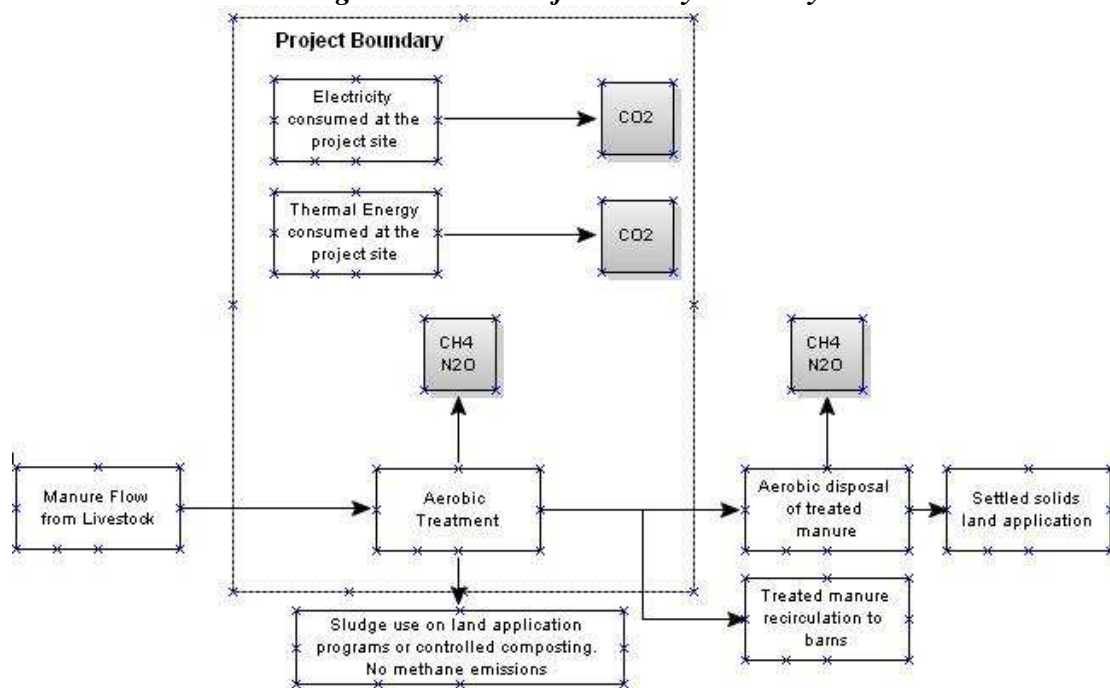 Project Boundary
Electricity
consumed at the
project site
CO2
Thermal Energy
consumed at the
project site
CO2
CH4
N2O
CH4
N2O
Manure Flow
from Livestock
Aerobic
Treatment
Aerobic disposal
of treated
manure
Settled solids
land application
Treated manure
recirculation to
barns
Sludge use on land application
programs or controlled composting.
No methane emissions